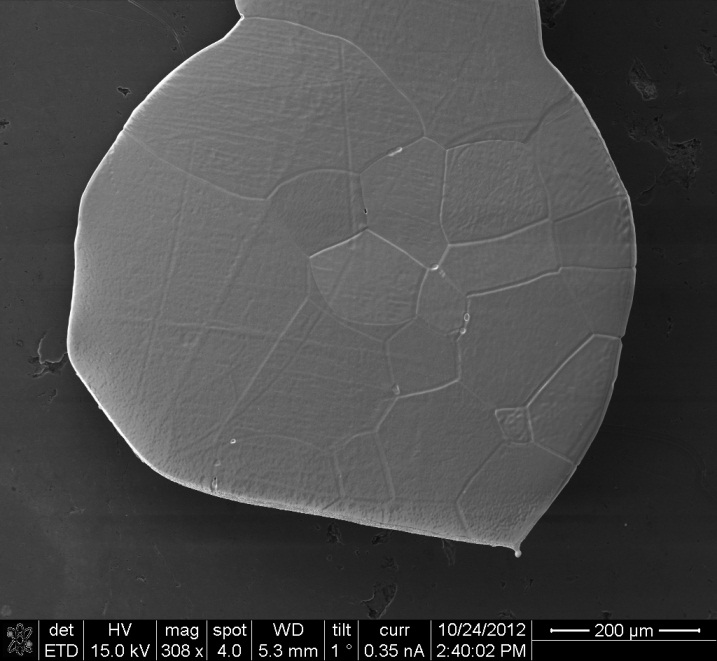 det HV mag spot WD tilt curr 10/24/2012
ETD 15.0 kV 308 x 4.0 5.3 mm 1 ° 0.35 nA 2:40:02 PM
200 µm